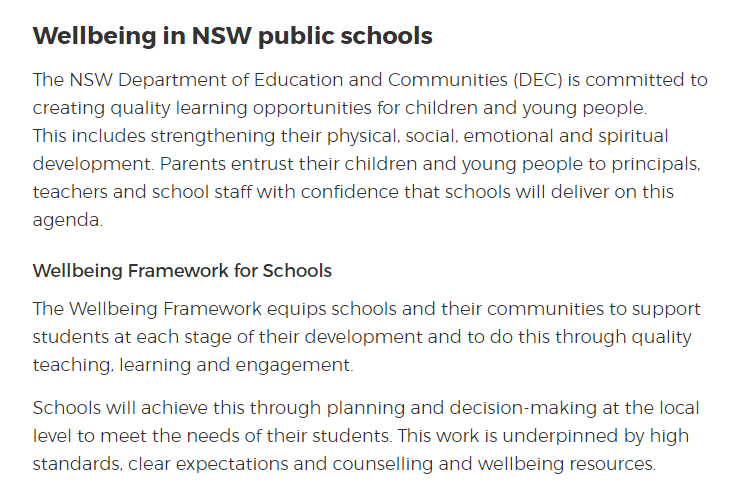 Wellbeing in NSW public schools
The NSW Department of Education and Communities (DEC) is committed to
creating quality learning opportunities for children and young people.
This includes strengthening their physical, social, emotional and spiritual
development. Parents entrust their children and young people to principals,
teachers and school staff with confidence that schools will deliver on this
agenda.
Wellbeing Framework for Schools
The Wellbeing Framework equips schools and their communities to support
students at each stage of their development and to do this through quality
teaching, learning and engagement.
Schools will achieve this through planning and decision-making at the local
level to meet the needs of their students. This work is underpinned by high
standards, clear expectations and counselling and wellbeing resources.